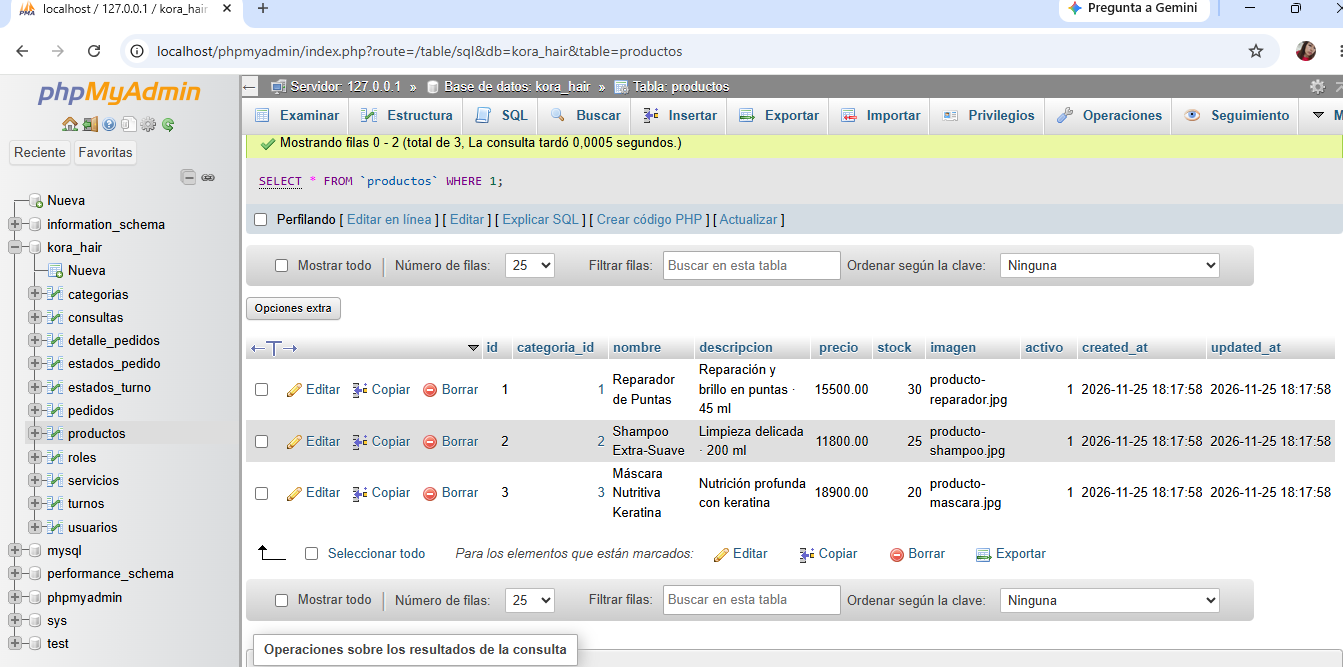 localhost / 127.0.0.1 / kora_hair
Pregunta a Gemini
localhost/phpmyadmin/index.php?route=/table/sql&db=kora_hair&table=productos
phpMyAdmin
Reciente Favoritas
Nueva
information_schema
kora_hair
Nueva
categorias
consultas
detalle_pedidos
estados_pedido
estados_turno
pedidos
productos
roles
servicios
turnos
usuarios
mysql
performance_schema
phpmyadmin
sys
test
Servidor: 127.0.0.1 » Base de datos: kora_hair » Tabla: productos
Examinar Estructura SQL Buscar Insertar Exportar Importar Privilegios Operaciones Seguimiento M
Mostrando filas 0 - 2 (total de 3, La consulta tardó 0,0005 segundos.)
SELECT * FROM `productos` WHERE 1;
Perfilando [ Editar en línea ] [ Editar ] [ Explicar SQL ] [ Crear código PHP ] [ Actualizar ]
Mostrar todo Número de filas: 25 Filtrar filas: Buscar en esta tabla Ordenar según la clave: Ninguna
Opciones extra
←T→ id categoria_id nombre descripcion precio stock imagen activo created_at updated_at
Editar Copiar Borrar 1 1 Reparador de Puntas Reparación y brillo en puntas · 45 ml 15500.00 30 producto-reparador.jpg 1 2026-11-25 18:17:58 2026-11-25 18:17:58
Editar Copiar Borrar 2 2 Shampoo Extra-Suave Limpieza delicada · 200 ml 11800.00 25 producto-shampoo.jpg 1 2026-11-25 18:17:58 2026-11-25 18:17:58
Editar Copiar Borrar 3 3 Máscara Nutritiva Keratina Nutrición profunda con keratina 18900.00 20 producto-mascara.jpg 1 2026-11-25 18:17:58 2026-11-25 18:17:58
Seleccionar todo Para los elementos que están marcados: Editar Copiar Borrar Exportar
Mostrar todo Número de filas: 25 Filtrar filas: Buscar en esta tabla Ordenar según la clave: Ninguna
Operaciones sobre los resultados de la consulta